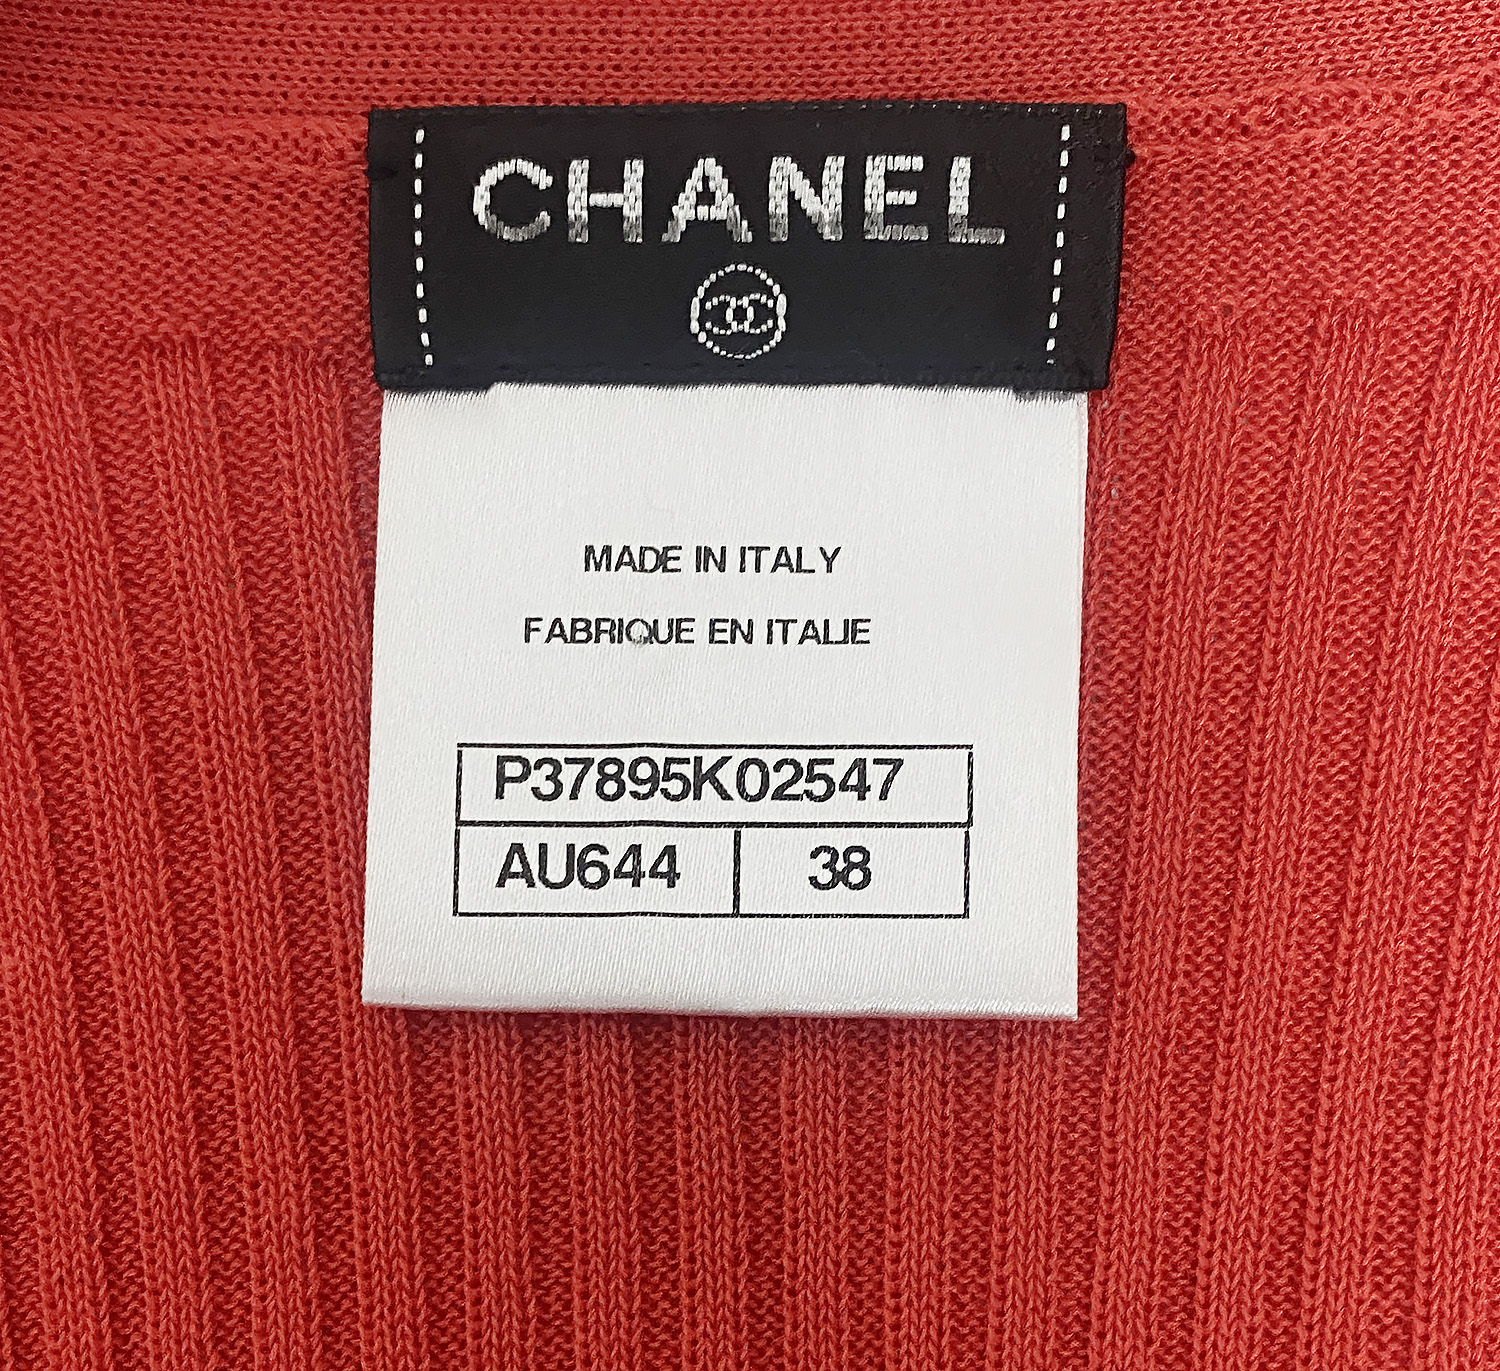 CHANEL
MADE IN ITALY
FABRIQUE EN ITALIE
P37895K02547
AU644 38